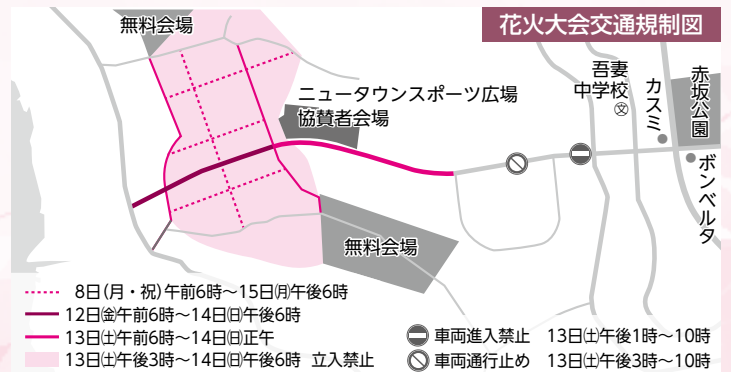 花火大会交通規制図
無料会場
ニュータウンスポーツ広場
協賛者会場
吾妻
中学校
文
カスミ
赤坂公園
ボンベルタ
無料会場
8日(月・祝)午前6時～15日㈪午後6時
12日㈮午前6時～14日㈰午後6時
13日㈯午前6時～14日㈰正午
13日㈯午後3時～14日㈰午後6時 立入禁止
車両進入禁止 13日㈯午後1時～10時
車両通行止め 13日㈯午後3時～10時